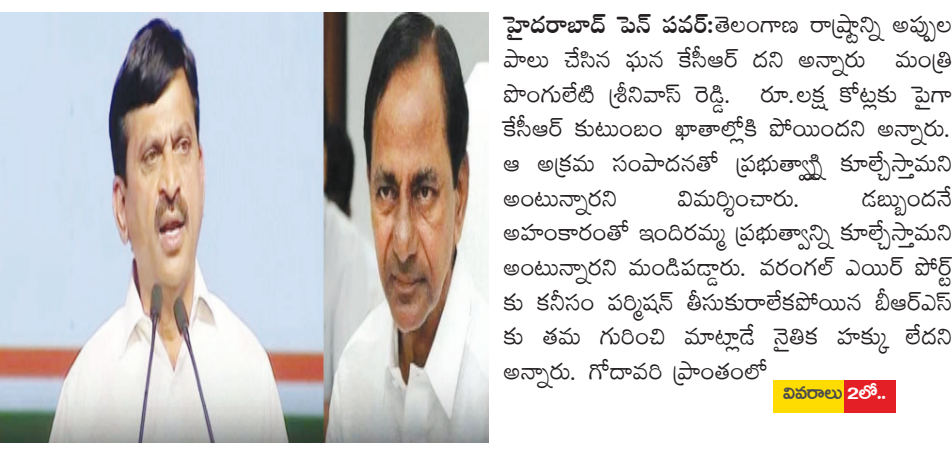 హైదరాబాద్ పెన్ పవర్:తెలంగాణ రాష్ట్రాన్ని అప్పుల
పాలు చేసిన ఘన కేసీఆర్ దని అన్నారు మంత్రి
పొంగులేటి శ్రీనివాస్ రెడ్డి. రూ.లక్ష కోట్లకు పైగా
కేసీఆర్ కుటుంబం ఖాతాల్లోకి పోయిందని అన్నారు.
ఆ అక్రమ సంపాదనతో ప్రభుత్వాన్ని కూల్చేస్తామని
అంటున్నారని విమర్శించారు. డబ్బుందనే
అహంకారంతో ఇందిరమ్మ ప్రభుత్వాన్ని కూల్చేస్తామని
అంటున్నారని మండిపడ్డారు. వరంగల్ ఎయిర్ పోర్ట్
కు కనీసం పర్మిషన్ తీసుకురాలేకపోయిన బీఆర్ఎస్
కు తమ గురించి మాట్లాడే నైతిక హక్కు లేదని
అన్నారు. గోదావరి ప్రాంతంలో
వివరాలు 2లో..